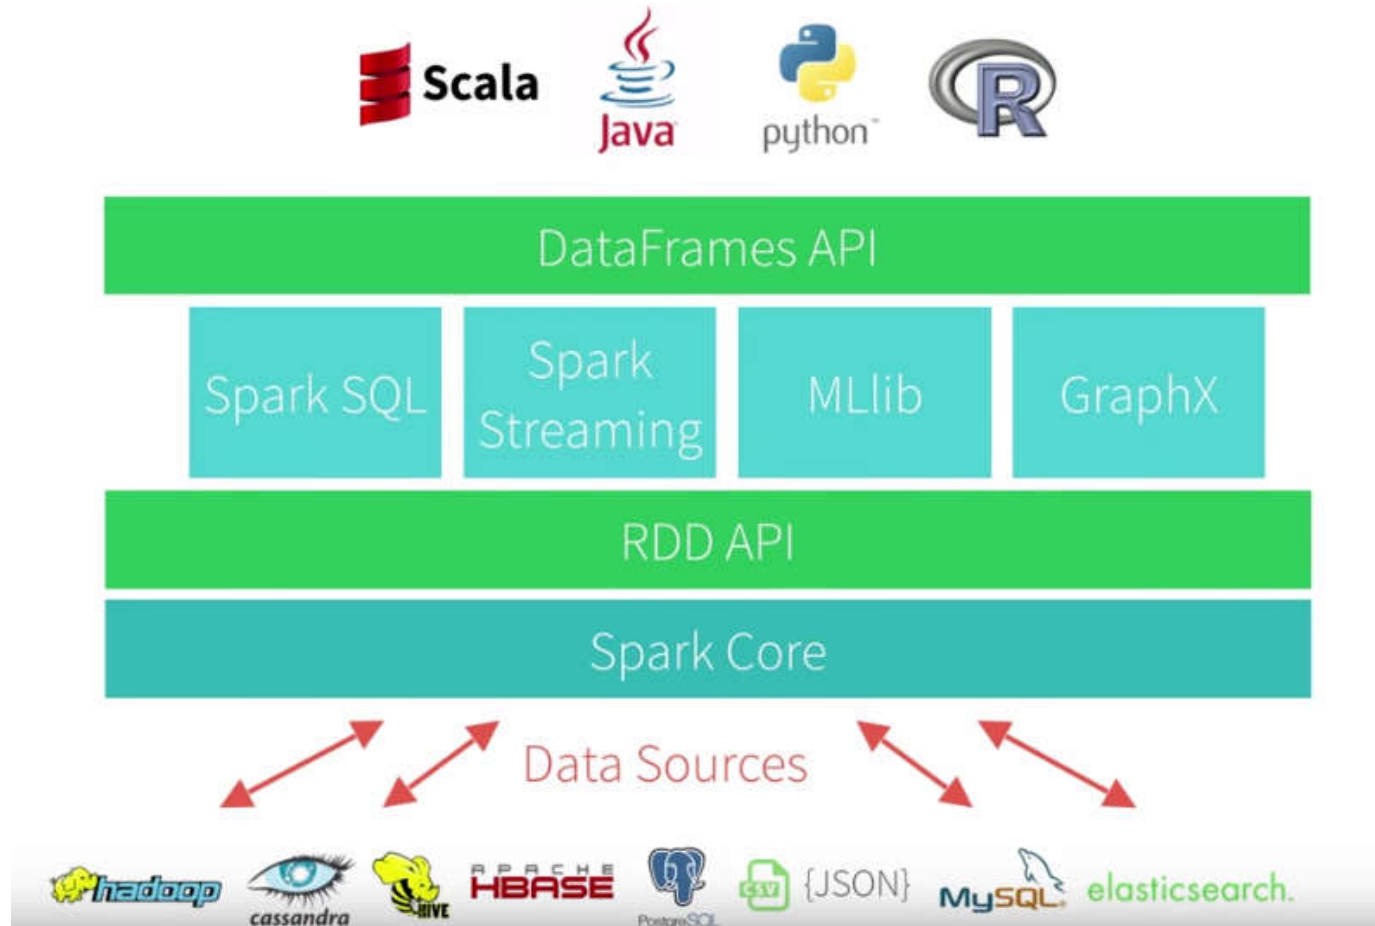 Scala
Java
python™
R
DataFrames API
Spark SQL
Spark
Streaming
MLlib
GraphX
RDD API
Spark Core
Data Sources
hadoop
cassandra
HIVE
APACHE
HBASE
PostgreSQL
CSV
{JSON}
MySQL.
elasticsearch.